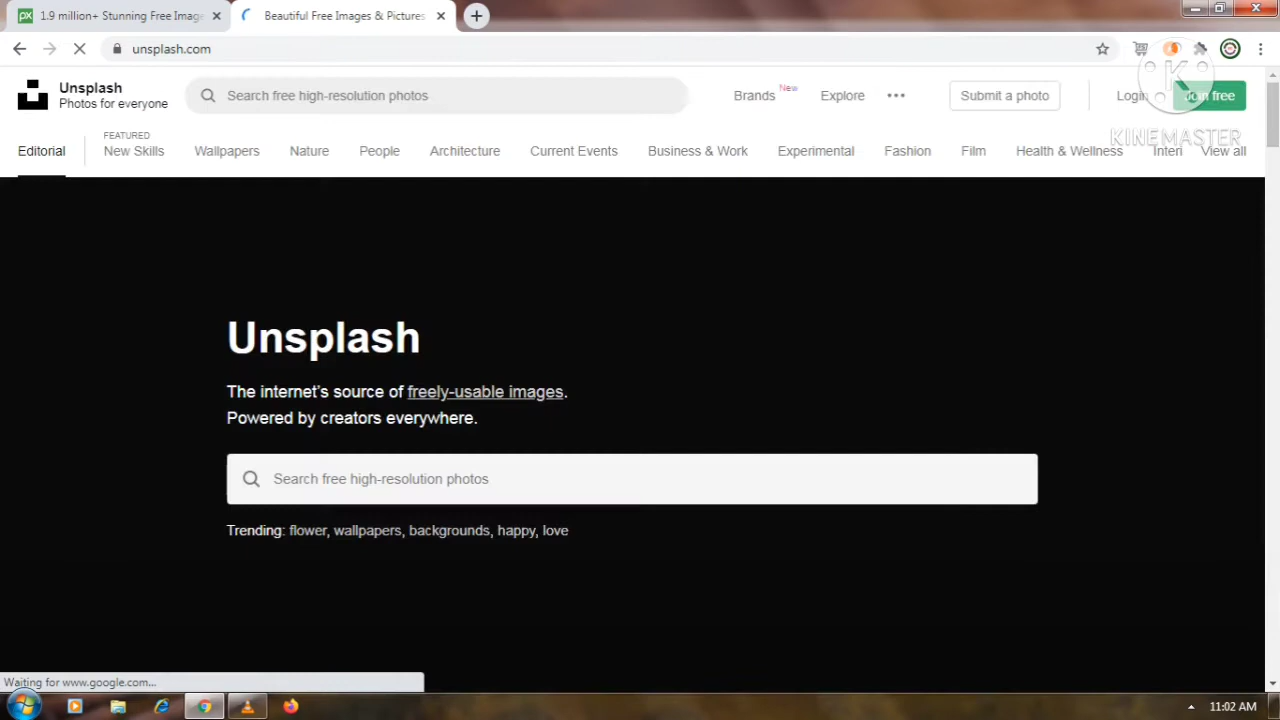 1.9 million+ Stunning Free Image
Beautiful Free Images & Pictures
unsplash.com
Unsplash
Photos for everyone
Search free high-resolution photos
Brands New
Explore
Submit a photo
Login
Join free
KINEMASTER
Editorial
FEATURED
New Skills
Wallpapers
Nature
People
Architecture
Current Events
Business & Work
Experimental
Fashion
Film
Health & Wellness
Interi
View all
Unsplash
The internet's source of freely-usable images.
Powered by creators everywhere.
Search free high-resolution photos
Trending: flower, wallpapers, backgrounds, happy, love
Waiting for www.google.com...
11:02 AM